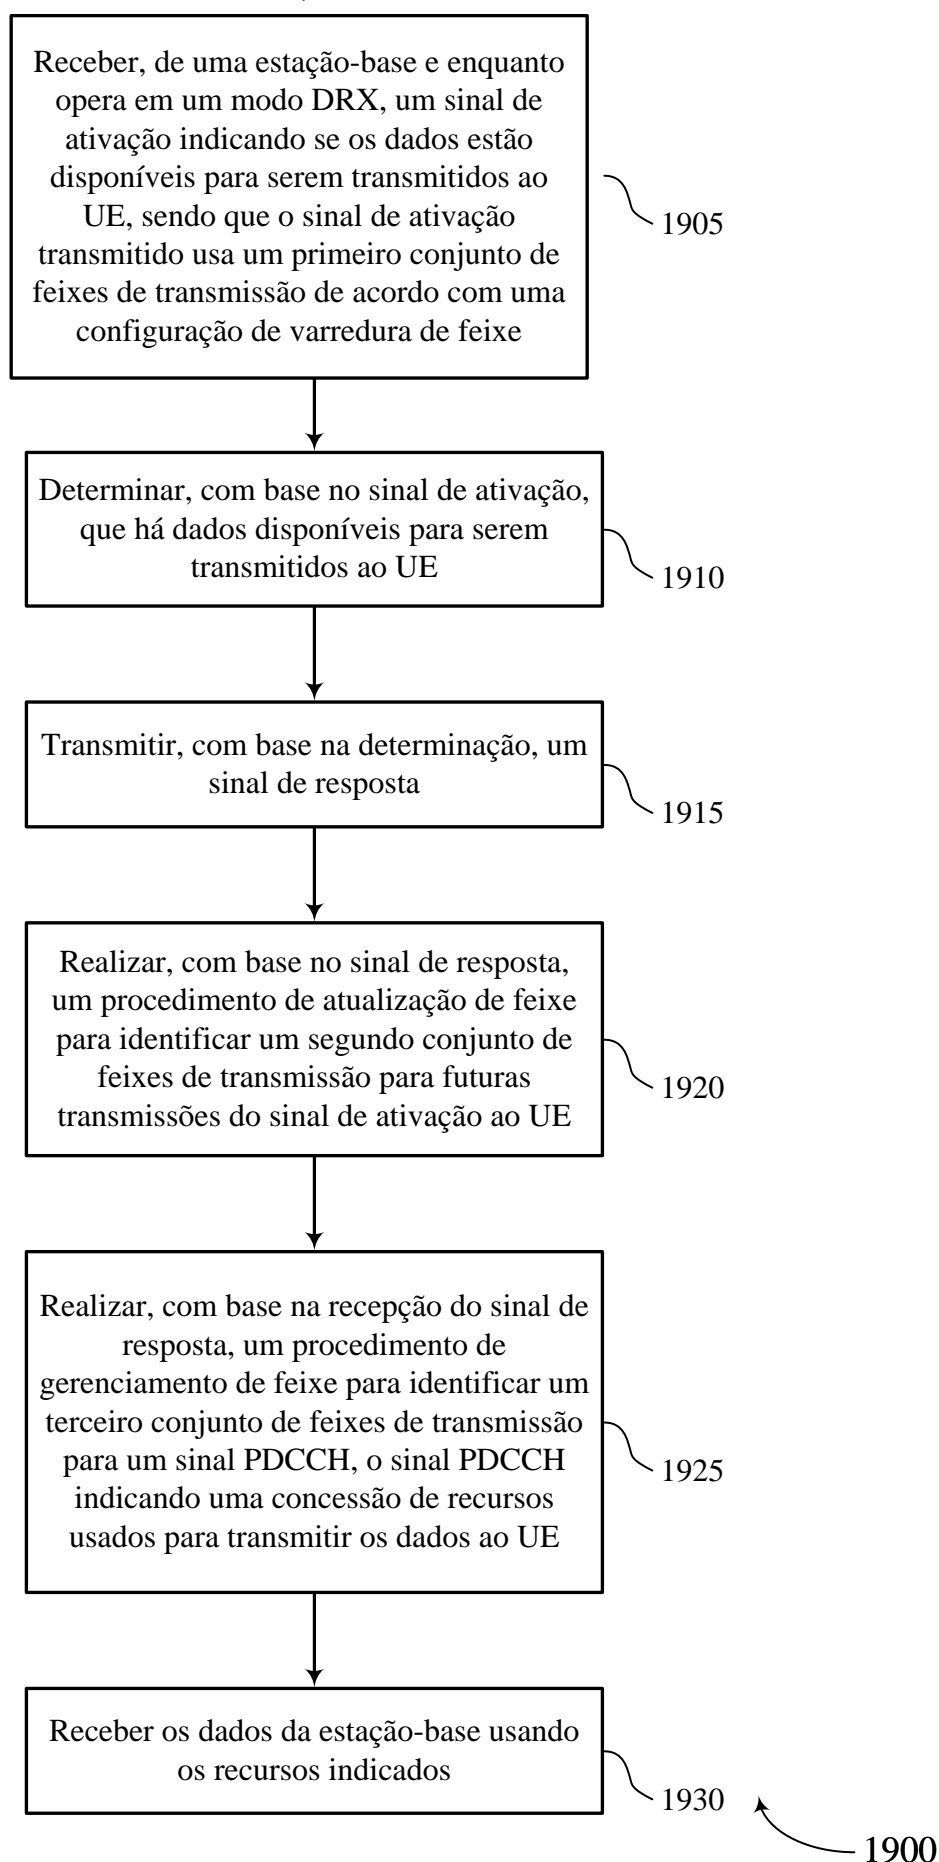 Receber, de uma estação-base e enquanto
opera em um modo DRX, um sinal de
ativação indicando se os dados estão
disponíveis para serem transmitidos ao
UE, sendo que o sinal de ativação
transmitido usa um primeiro conjunto de
feixes de transmissão de acordo com uma
configuração de varredura de feixe
1905
Determinar, com base no sinal de ativação,
que há dados disponíveis para serem
transmitidos ao UE
1910
Transmitir, com base na determinação, um
sinal de resposta
1915
Realizar, com base no sinal de resposta,
um procedimento de atualização de feixe
para identificar um segundo conjunto de
feixes de transmissão para futuras
transmissões do sinal de ativação ao UE
1920
Realizar, com base na recepção do sinal de
resposta, um procedimento de
gerenciamento de feixe para identificar um
terceiro conjunto de feixes de transmissão
para um sinal PDCCH, o sinal PDCCH
indicando uma concessão de recursos
usados para transmitir os dados ao UE
1925
Receber os dados da estação-base usando
os recursos indicados
1930
1900